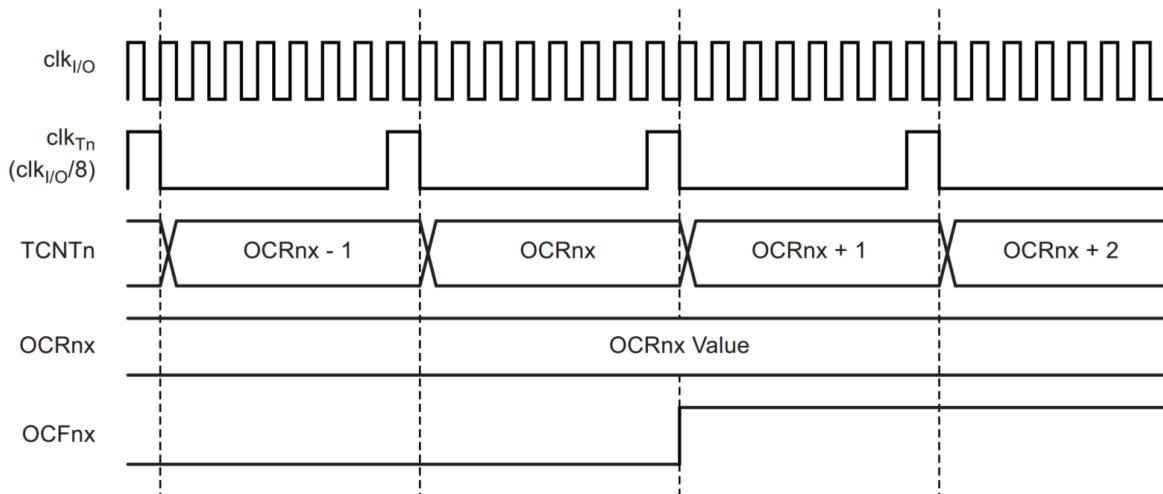 clkI/O
clkTn
(clkI/O/8)
TCNTn
OCRnx - 1
OCRnx
OCRnx + 1
OCRnx + 2
OCRnx
OCRnx Value
OCFnx